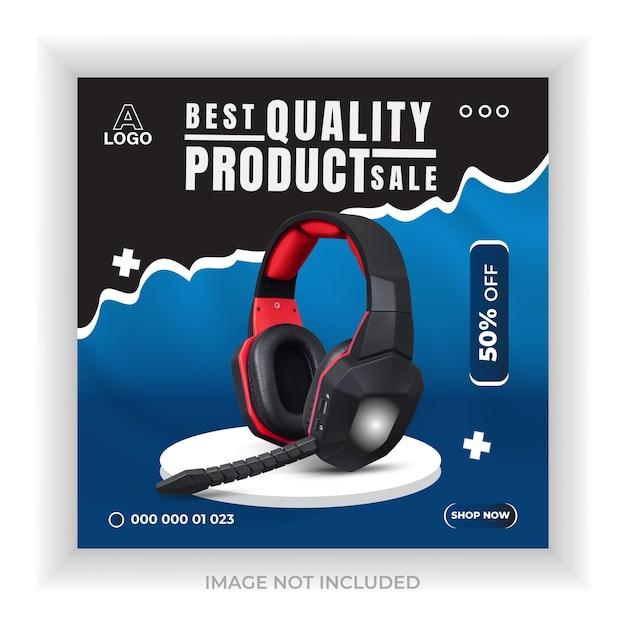 A
LOGO
BEST QUALITY
PRODUCT SALE
50% OFF
000 000 01 023
SHOP NOW
IMAGE NOT INCLUDED